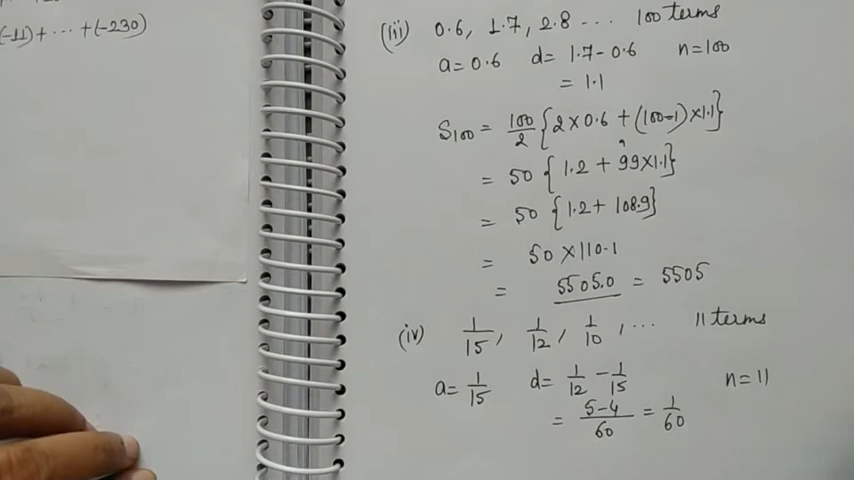 (-11) + ... + (-230)
(iii) 0.6, 1.7, 2.8 ... 100 terms
a = 0.6 d = 1.7 - 0.6 n = 100
= 1.1
S100 = 100/2 {2 × 0.6 + (100-1) × 1.1}
= 50 {1.2 + 99 × 1.1}
= 50 {1.2 + 108.9}
= 50 × 110.1
= 5505.0 = 5505
(iv) 1/15, 1/12, 1/10, ... 11 terms
a = 1/15 d = 1/12 - 1/15 n = 11
= 5-4/60 = 1/60